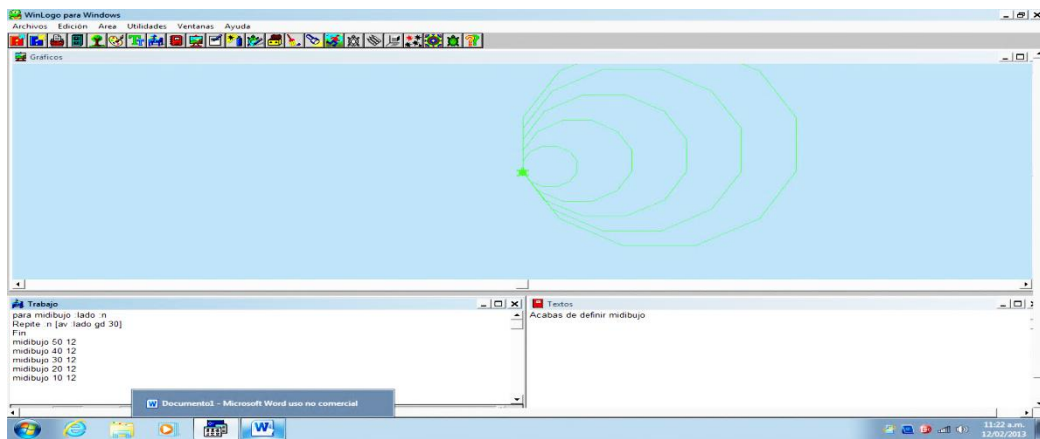 WinLogo para Windows
Archivos Edición Area Utilidades Ventanas Ayuda
Gráficos
Trabajo
para midibujo :lado :n
Repite :n [av :lado gd 30]
Fin
midibujo 50 12
midibujo 40 12
midibujo 30 12
midibujo 20 12
midibujo 10 12
Textos
Acabas de definir midibujo
Documento1 - Microsoft Word uso no comercial
11:22 a.m.
12/02/2013